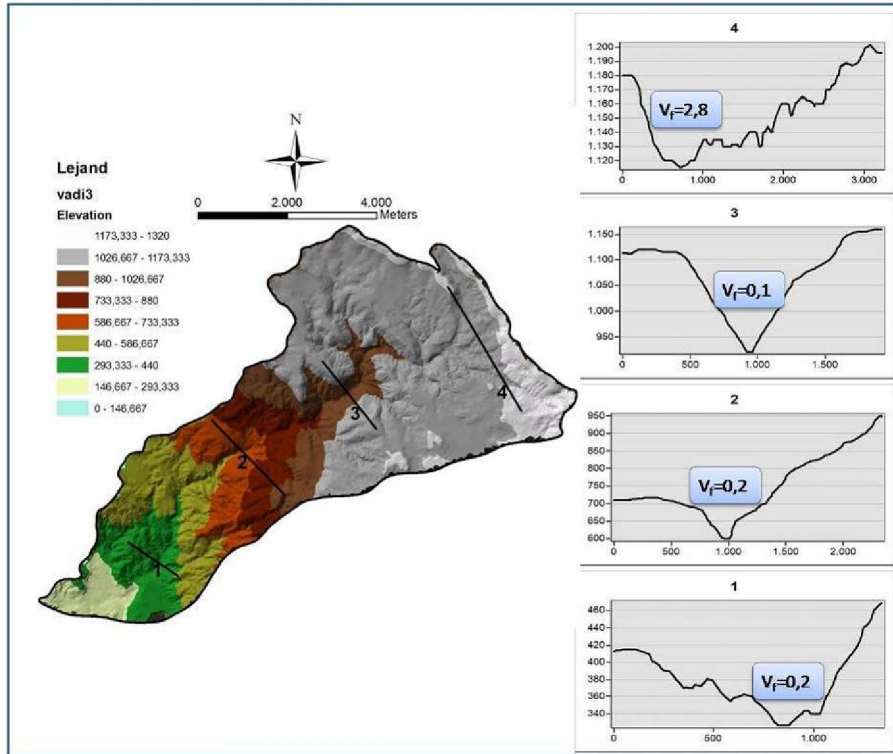 N
Lejand
vadi3
Elevation
1173,333 - 1320
1026,667 - 1173,333
880 - 1026,667
733,333 - 880
586,667 - 733,333
440 - 586,667
293,333 - 440
146,667 - 293,333
0 - 146,667
0 2.000 4.000
Meters
1
2
3
4
4
1.200
1.180
1.160
1.140
1.130
1.120
0 1.000 2.000 3.000
Vf=2,8
3
1.150
1.100
1.050
1.000
950
0 500 1.000 1.500
Vf=0,1
2
950
900
850
800
750
700
650
600
0 500 1.000 1.500 2.000
Vf=0,2
1
460
440
420
400
380
360
340
0 500 1.000
Vf=0,2